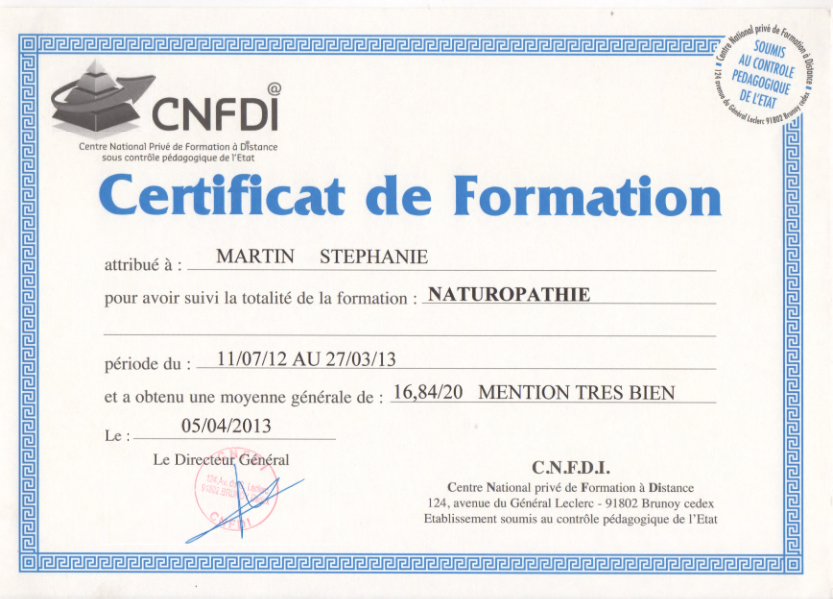 Centre National privé de Formation à Distance
SOUMIS
AU CONTROLE
PEDAGOGIQUE
DE L'ETAT
124 avenue du Général Leclerc 91802 Brunoy cedex
@
CNFDI
Centre National Privé de Formation à Distance
sous contrôle pédagogique de l'Etat
Certificat de Formation
attribué à : MARTIN STEPHANIE
pour avoir suivi la totalité de la formation : NATUROPATHIE
période du : 11/07/12 AU 27/03/13
et a obtenu une moyenne générale de : 16,84/20 MENTION TRES BIEN
Le : 05/04/2013
Le Directeur Général
CNFDI
C.N.F.D.I.
Centre National privé de Formation à Distance
124, avenue du Général Leclerc - 91802 Brunoy cedex
Etablissement soumis au contrôle pédagogique de l'Etat